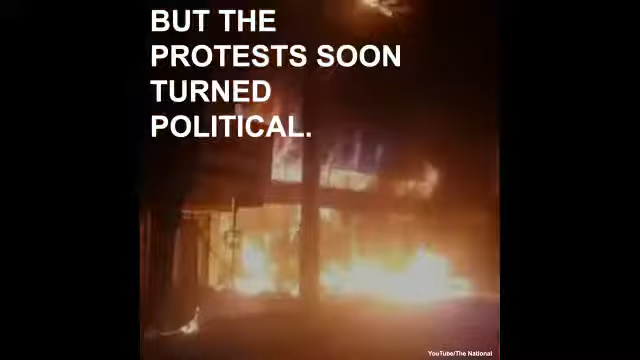 BUT THE
PROTESTS SOON
TURNED
POLITICAL.
YouTube/The National